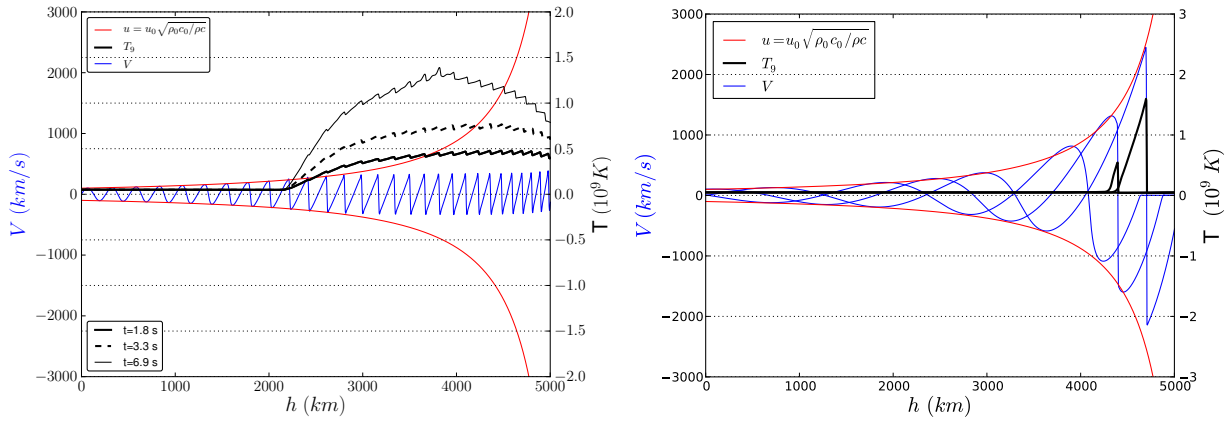 u = u₀√ρ₀c₀/ρc
T₉
V
3000
2000
1000
0
−1000
−2000
−3000
V (km/s)
0
1000
2000
3000
4000
5000
h (km)
2.0
1.5
1.0
0.5
0.0
−0.5
−1.0
−1.5
−2.0
T (10⁹ K)
t=1.8 s
t=3.3 s
t=6.9 s
u = u₀√ρ₀c₀/ρc
T₉
V
3000
2000
1000
0
−1000
−2000
−3000
V (km/s)
0
1000
2000
3000
4000
5000
h (km)
3
2
1
0
−1
−2
−3
T (10⁹ K)